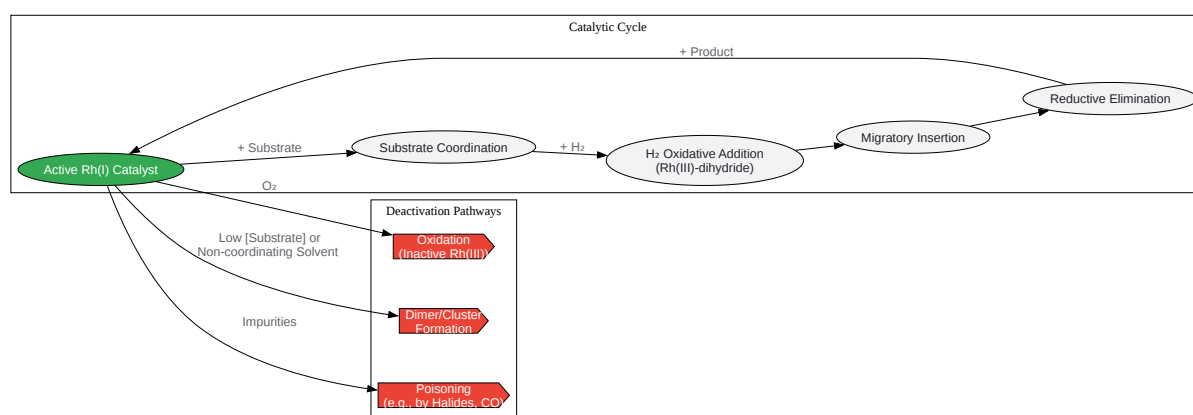 Catalytic Cycle
+ Product
Reductive Elimination
Migratory Insertion
+ Substrate
Substrate Coordination
+ H₂
H₂ Oxidative Addition
(Rh(III)-dihydride)
Active Rh(I) Catalyst
O₂
Deactivation Pathways
Oxidation
(Inactive Rh(III))
Low [Substrate] or
Non-coordinating Solvent
Dimer/Cluster
Formation
Impurities
Poisoning
(e.g., by Halides, CO)